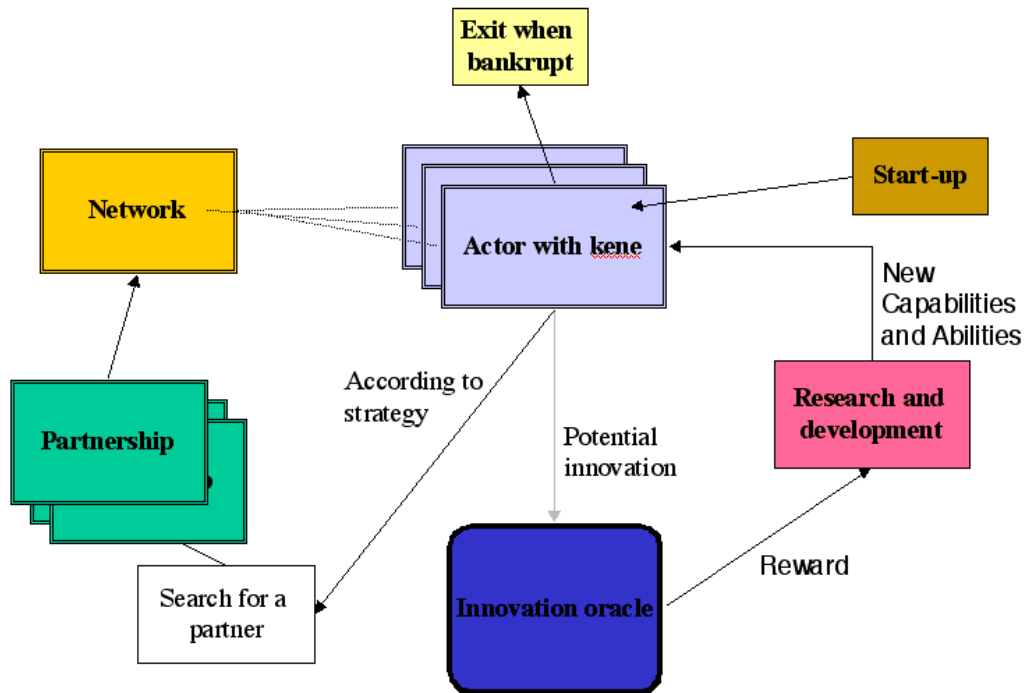 Exit when
bankrupt
Network
Start-up
Actor with kene
New
Capabilities
and Abilities
According to
strategy
Research and
development
Partnership
Potential
innovation
Search for a
partner
Innovation oracle
Reward